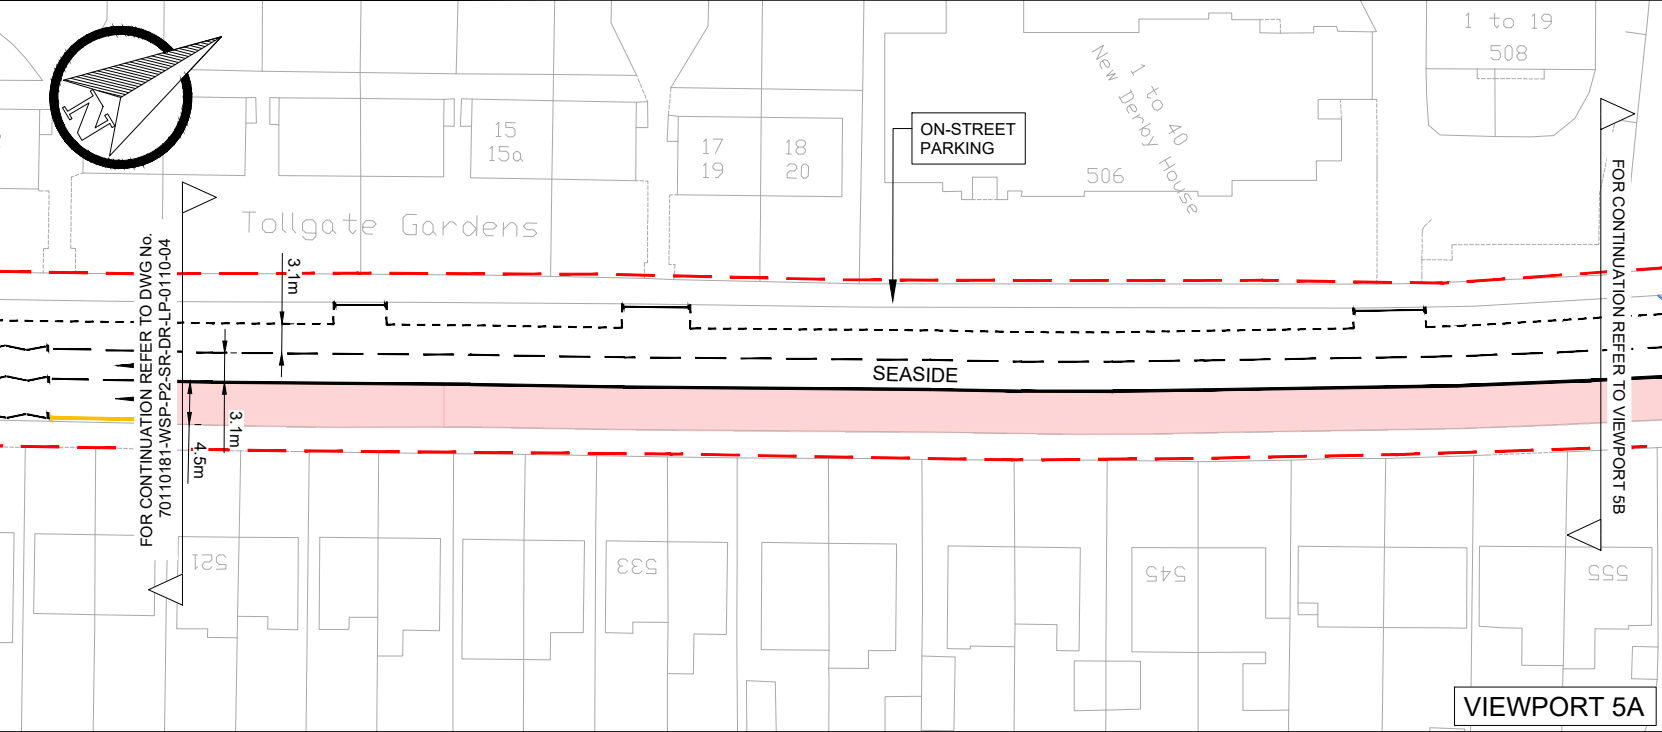 1 to 19
508
N
15
15a
17
19
18
20
ON-STREET
PARKING
1 to 40
New Derby House
506
Tollgate Gardens
3.1m
FOR CONTINUATION REFER TO DWG No.
70110181-WSP-P2-SR-DR-LP-0110-04
FOR CONTINUATION REFER TO VIEWPORT 5B
SEASIDE
3.1m
4.5m
521
533
545
555
VIEWPORT 5A